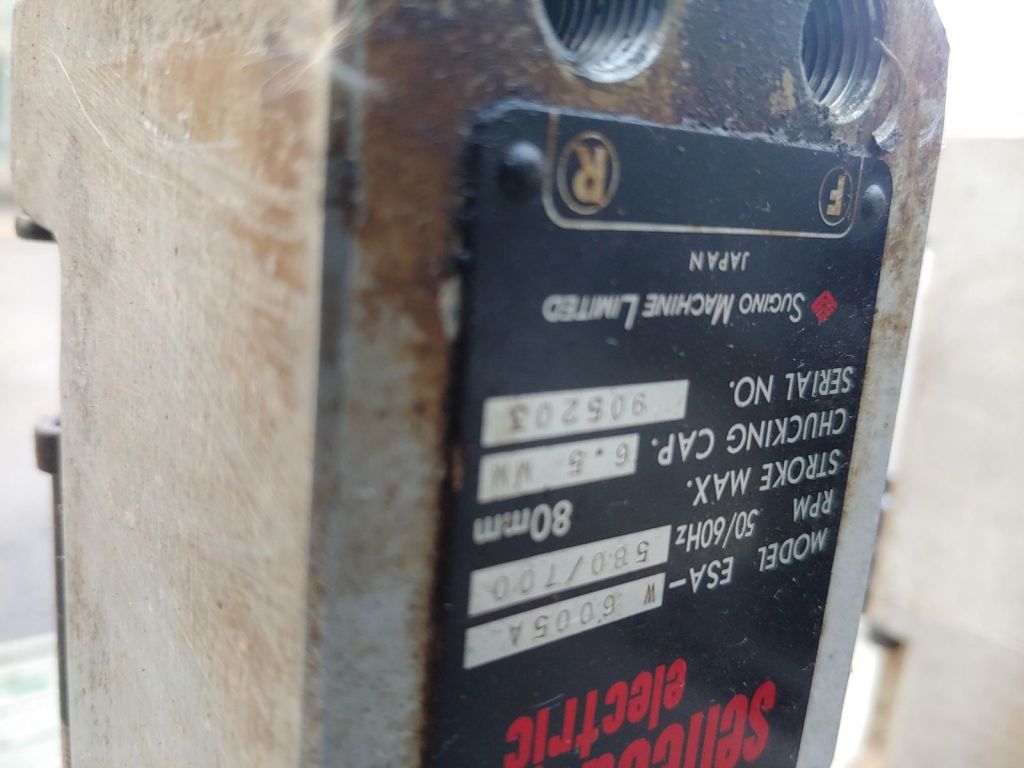 electric
MODEL ESA- M 6005A
RPM 50/60Hz 580/700
STROKE MAX. 80mm
CHUCKING CAP. 6.5 MM
SERIAL NO. 905203
SUGINO MACHINE LIMITED
JAPAN
F R